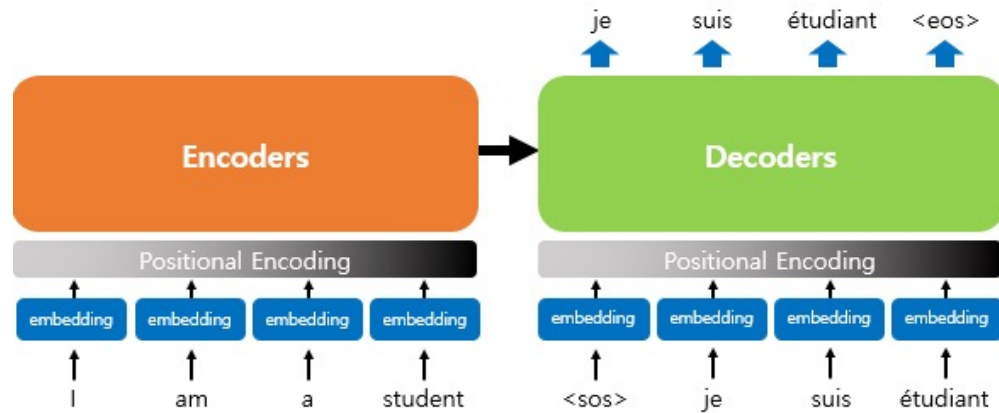 je suis étudiant <eos>
Encoders
Decoders
Positional Encoding
Positional Encoding
embedding embedding embedding embedding
embedding embedding embedding embedding
I am a student
<sos> je suis étudiant